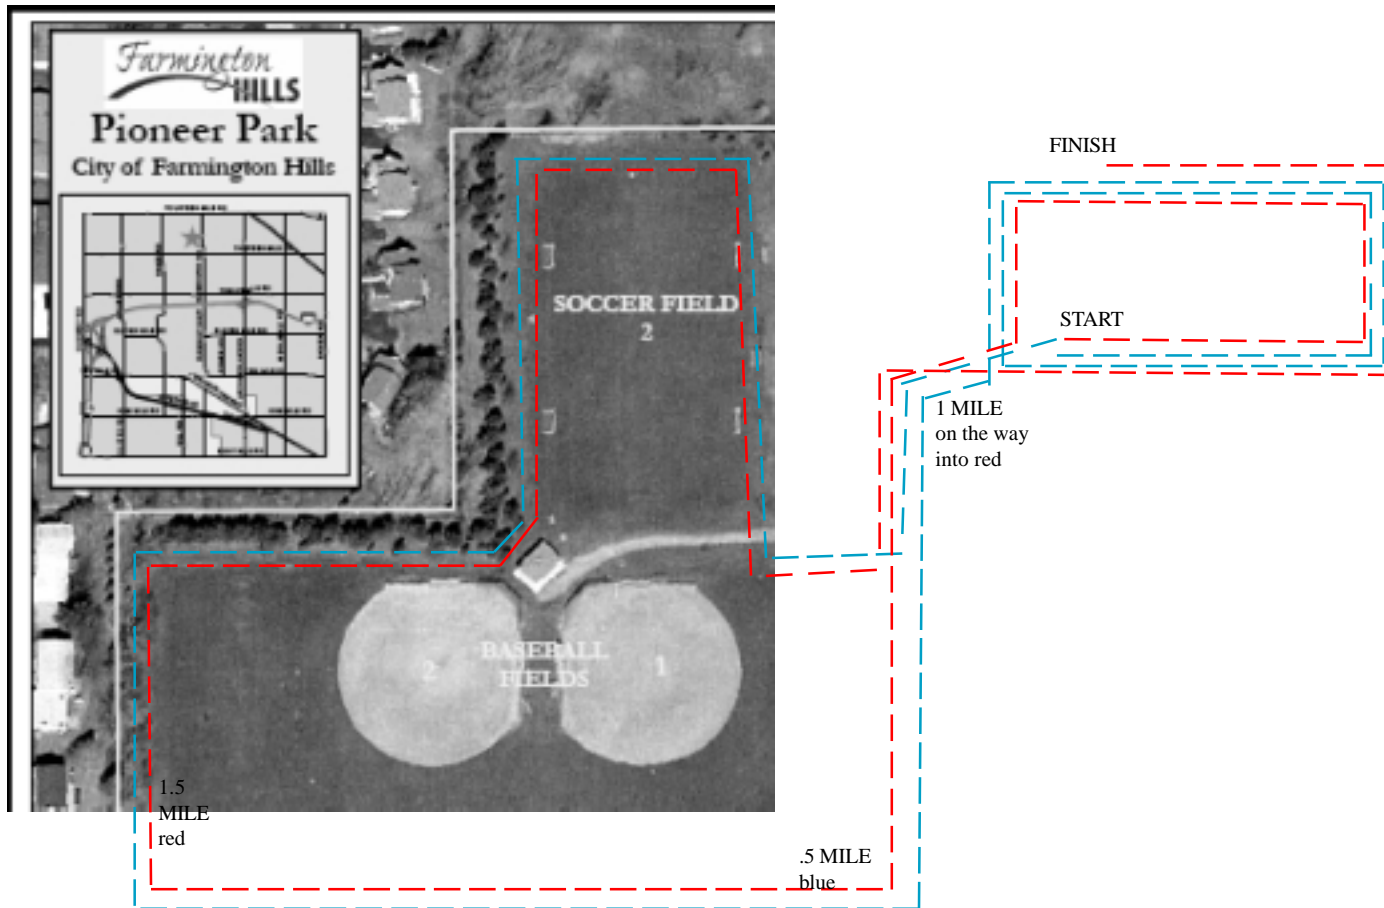 Farmington
HILLS
Pioneer Park
City of Farmington Hills
FINISH
SOCCER FIELD
2
START
1 MILE
on the way
into red
BASEBALL
FIELDS
2
1
1.5
MILE
red
.5 MILE
blue